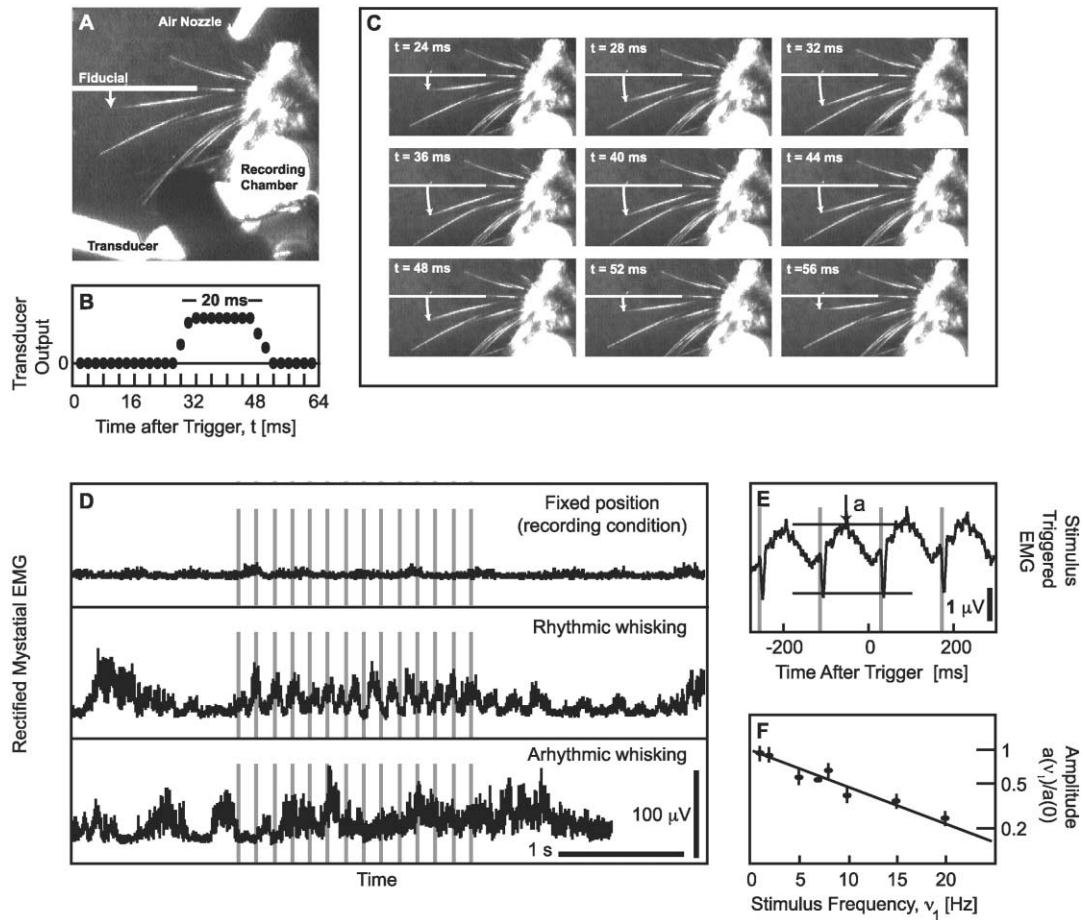 A
Air Nozzle
Fiducial
Recording
Chamber
Transducer
B
20 ms
Transducer
Output
0
0 16 32 48 64
Time after Trigger, t [ms]
C
t = 24 ms
t = 28 ms
t = 32 ms
t = 36 ms
t = 40 ms
t = 44 ms
t = 48 ms
t = 52 ms
t =56 ms
D
Fixed position
(recording condition)
Rhythmic whisking
Arhythmic whisking
100 µV
1 s
Rectified Mystatial EMG
Time
E
a
1 µV
Stimulus
Triggered
EMG
-200 0 200
Time After Trigger [ms]
F
1
0.5
0.2
Amplitude
a(ν₁)/a(0)
0 5 10 15 20
Stimulus Frequency, ν₁ [Hz]